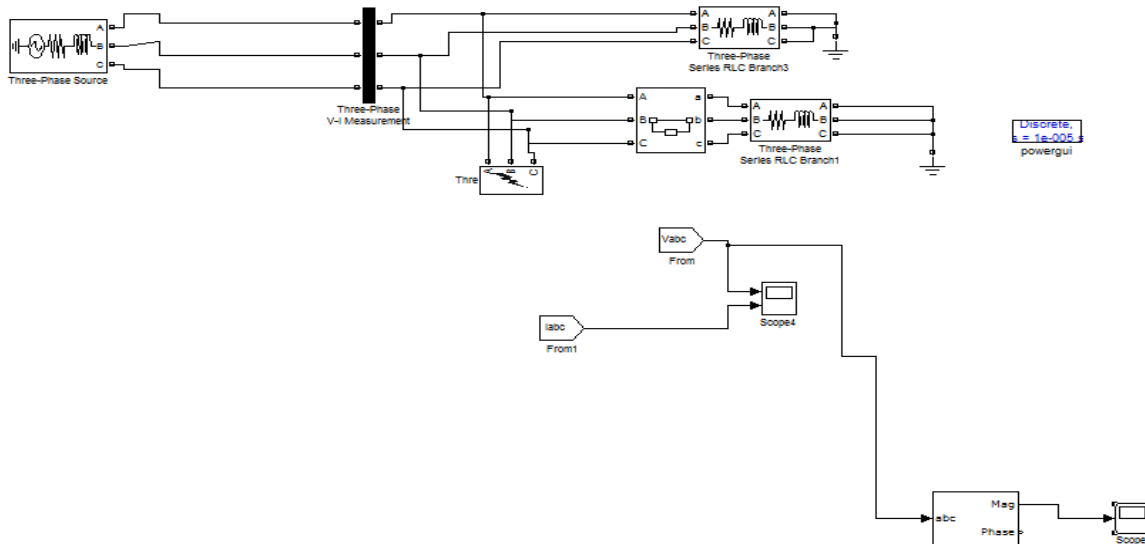 A
B
C
Three-Phase Source
Three-Phase
V-I Measurement
A A
B B
C C
Three-Phase
Series RLC Branch3
A a
B b
C c
A A
B B
C C
Three-Phase
Series RLC Branch1
A B C
Thre
Discrete,
s = 1e-005 s
powergui
Vabc
From
Scope4
Iabc
From1
abc
Mag
Phase
Scope